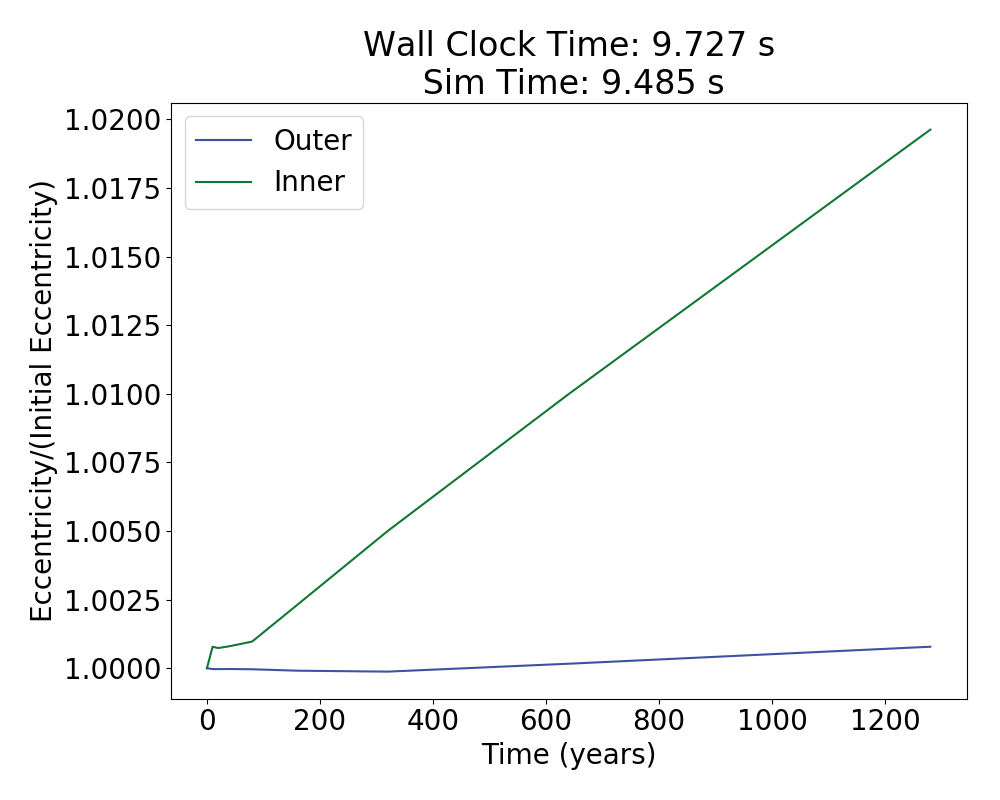 Wall Clock Time: 9.727 s
Sim Time: 9.485 s
Outer
Inner
Eccentricity/(Initial Eccentricity)
1.0200
1.0175
1.0150
1.0125
1.0100
1.0075
1.0050
1.0025
1.0000
0 200 400 600 800 1000 1200
Time (years)